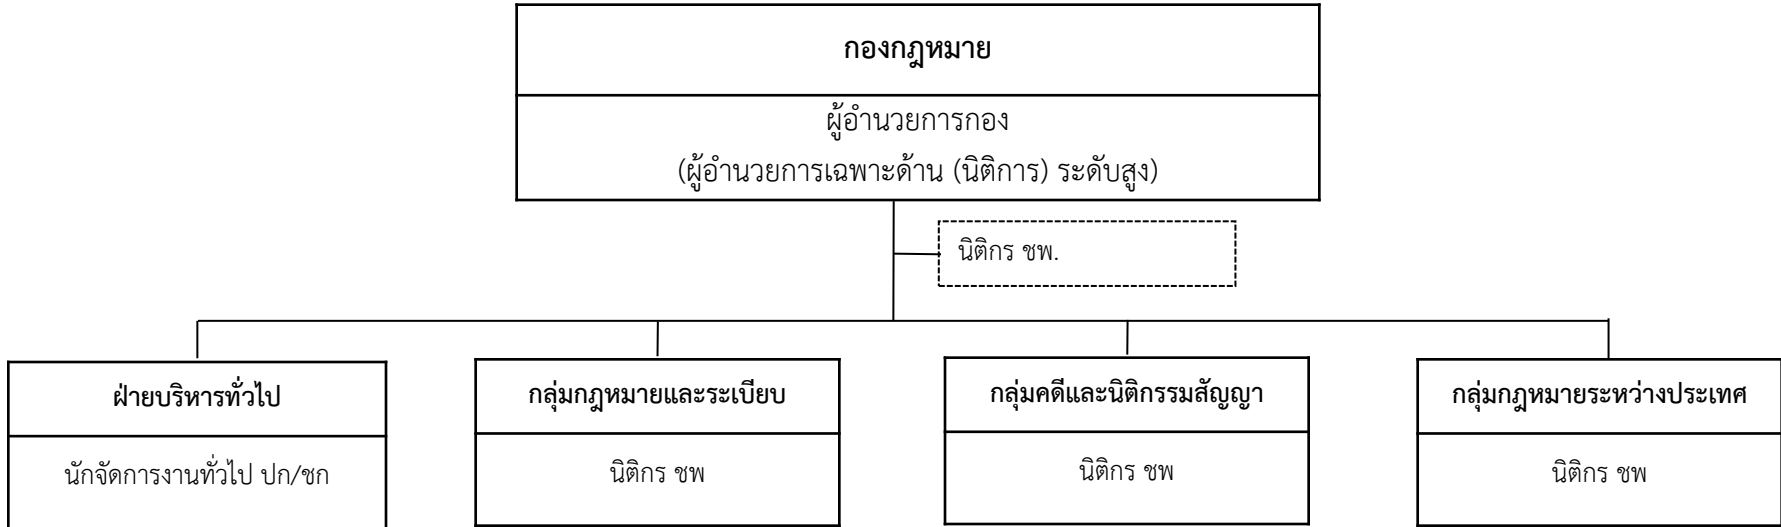 กองกฎหมาย
ผู้อำนวยการกอง
(ผู้อำนวยการเฉพาะด้าน (นิติการ) ระดับสูง)
นิติกร ชพ.
ฝ่ายบริหารทั่วไป
นักจัดการงานทั่วไป ปก/ชก
กลุ่มกฎหมายและระเบียบ
นิติกร ชพ
กลุ่มคดีและนิติกรรมสัญญา
นิติกร ชพ
กลุ่มกฎหมายระหว่างประเทศ
นิติกร ชพ